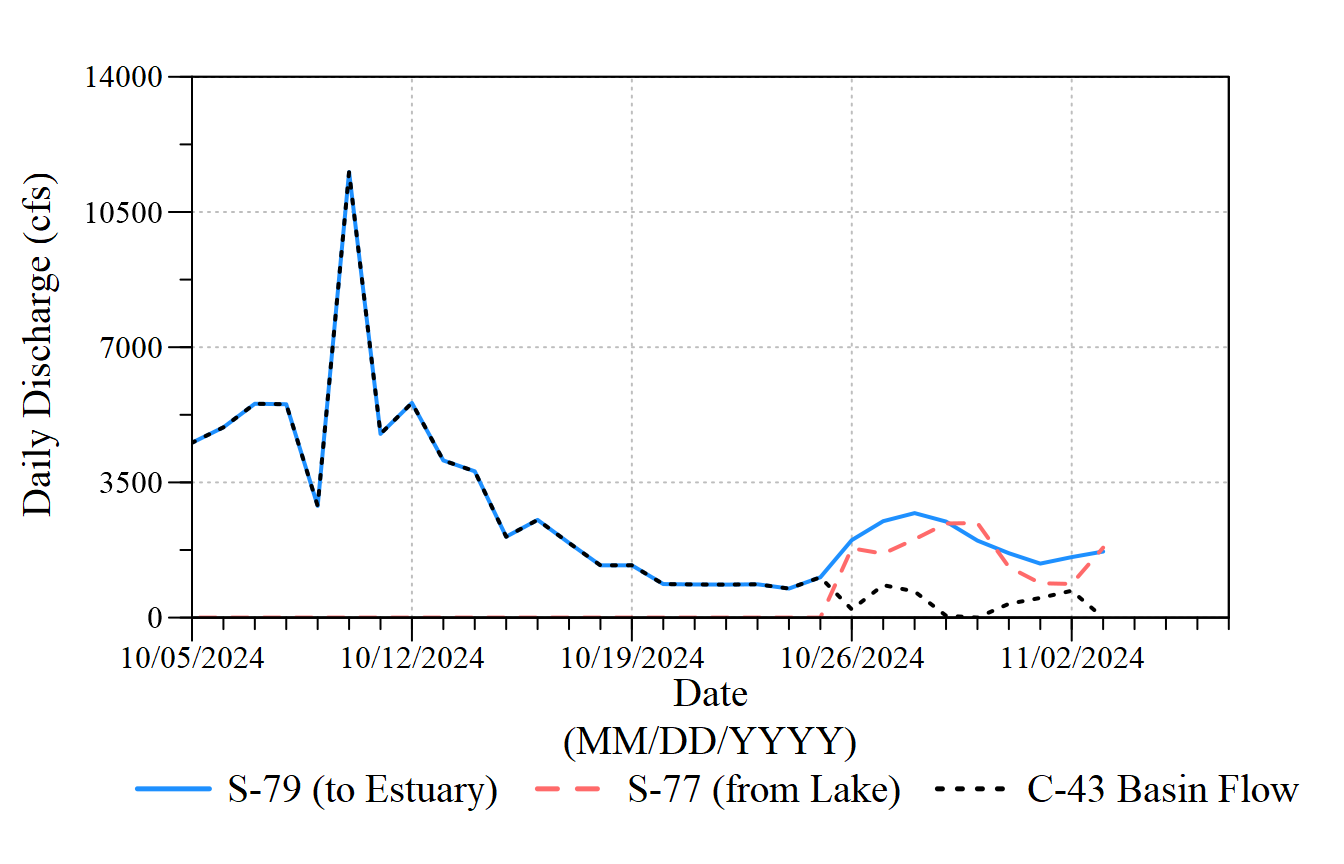 14000
10500
7000
3500
0
Daily Discharge (cfs)
10/05/2024 10/12/2024 10/19/2024 10/26/2024 11/02/2024
Date
(MM/DD/YYYY)
S-79 (to Estuary) S-77 (from Lake) C-43 Basin Flow